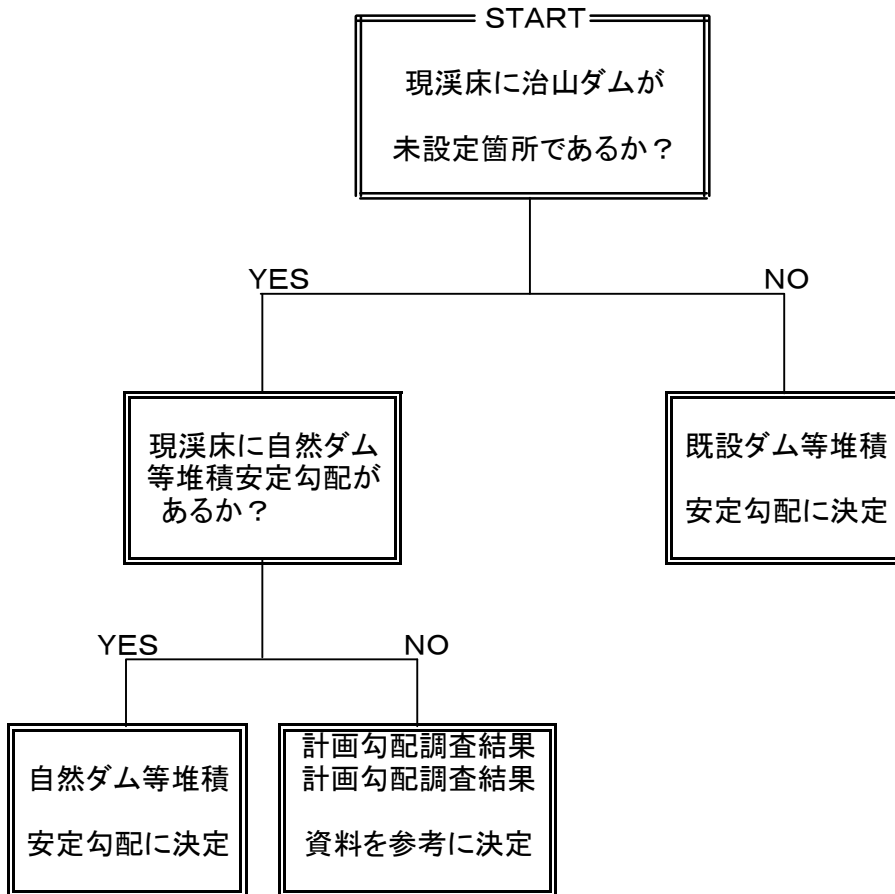 START
現渓床に治山ダムが
未設定箇所であるか？
YES
NO
現渓床に自然ダム
等堆積安定勾配が
あるか？
既設ダム等堆積
安定勾配に決定
YES
NO
自然ダム等堆積
安定勾配に決定
計画勾配調査結果
計画勾配調査結果
資料を参考に決定